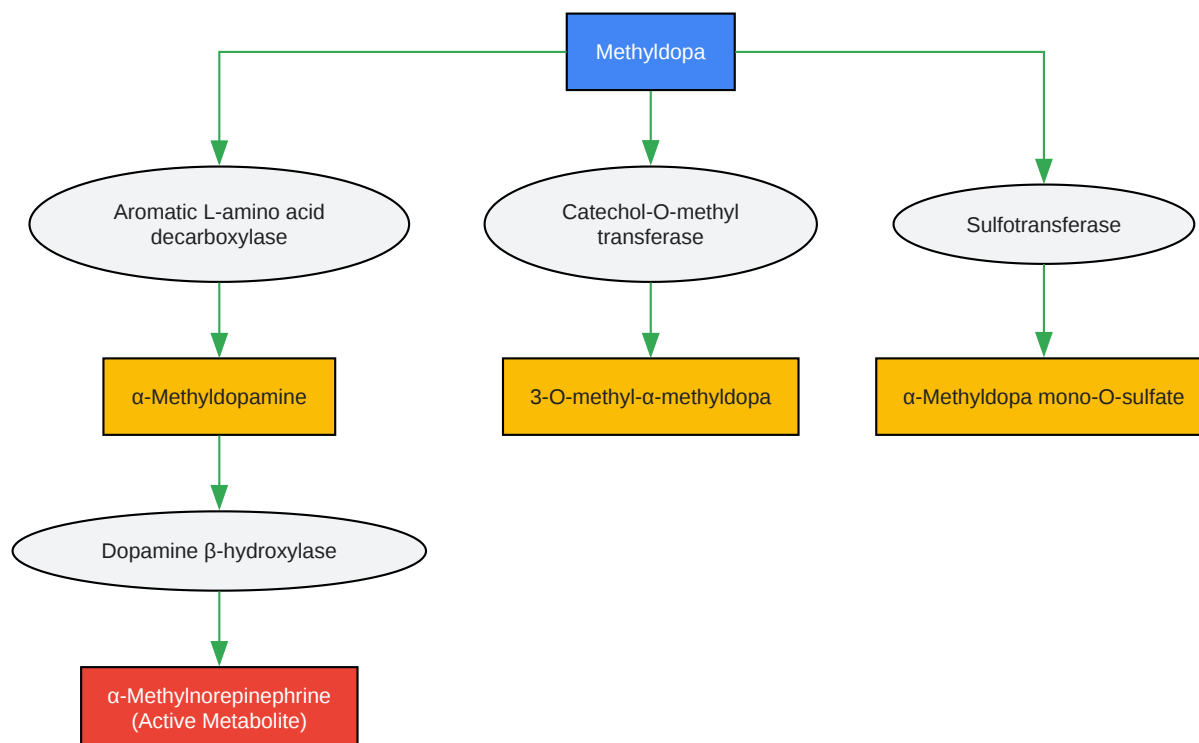 Methyldopa
Aromatic L-amino acid
decarboxylase
Catechol-O-methyl
transferase
Sulfotransferase
α-Methyldopamine
3-O-methyl-α-methyldopa
α-Methyldopa mono-O-sulfate
Dopamine β-hydroxylase
α-Methylnorepinephrine
(Active Metabolite)